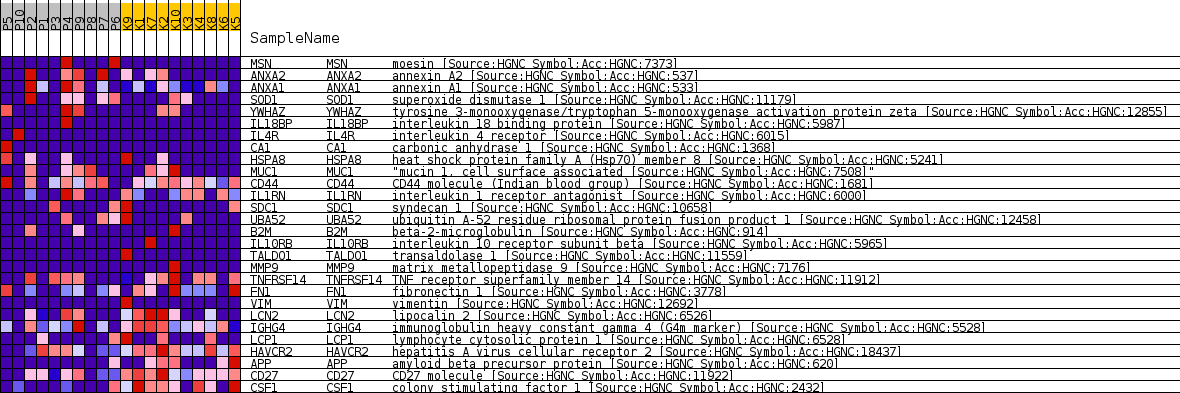 P5 P10 P2 P1 P3 P4 P9 P8 P7 P6 K9 K1 K7 K2 K10 K3 K4 K8 K6 K5
SampleName
MSN MSN moesin [Source:HGNC Symbol;Acc:HGNC:7373]
ANXA2 ANXA2 annexin A2 [Source:HGNC Symbol;Acc:HGNC:537]
ANXA1 ANXA1 annexin A1 [Source:HGNC Symbol;Acc:HGNC:533]
SOD1 SOD1 superoxide dismutase 1 [Source:HGNC Symbol;Acc:HGNC:11179]
YWHAZ YWHAZ tyrosine 3-monooxygenase/tryptophan 5-monooxygenase activation protein zeta [Source:HGNC Symbol;Acc:HGNC:12855]
IL18BP IL18BP interleukin 18 binding protein [Source:HGNC Symbol;Acc:HGNC:5987]
IL4R IL4R interleukin 4 receptor [Source:HGNC Symbol;Acc:HGNC:6015]
CA1 CA1 carbonic anhydrase 1 [Source:HGNC Symbol;Acc:HGNC:1368]
HSPA8 HSPA8 heat shock protein family A (Hsp70) member 8 [Source:HGNC Symbol;Acc:HGNC:5241]
MUC1 MUC1 "mucin 1, cell surface associated [Source:HGNC Symbol;Acc:HGNC:7508]"
CD44 CD44 CD44 molecule (Indian blood group) [Source:HGNC Symbol;Acc:HGNC:1681]
IL1RN IL1RN interleukin 1 receptor antagonist [Source:HGNC Symbol;Acc:HGNC:6000]
SDC1 SDC1 syndecan 1 [Source:HGNC Symbol;Acc:HGNC:10658]
UBA52 UBA52 ubiquitin A-52 residue ribosomal protein fusion product 1 [Source:HGNC Symbol;Acc:HGNC:12458]
B2M B2M beta-2-microglobulin [Source:HGNC Symbol;Acc:HGNC:914]
IL10RB IL10RB interleukin 10 receptor subunit beta [Source:HGNC Symbol;Acc:HGNC:5965]
TALDO1 TALDO1 transaldolase 1 [Source:HGNC Symbol;Acc:HGNC:11559]
MMP9 MMP9 matrix metallopeptidase 9 [Source:HGNC Symbol;Acc:HGNC:7176]
TNFRSF14 TNFRSF14 TNF receptor superfamily member 14 [Source:HGNC Symbol;Acc:HGNC:11912]
FN1 FN1 fibronectin 1 [Source:HGNC Symbol;Acc:HGNC:3778]
VIM VIM vimentin [Source:HGNC Symbol;Acc:HGNC:12692]
LCN2 LCN2 lipocalin 2 [Source:HGNC Symbol;Acc:HGNC:6526]
IGHG4 IGHG4 immunoglobulin heavy constant gamma 4 (G4m marker) [Source:HGNC Symbol;Acc:HGNC:5528]
LCP1 LCP1 lymphocyte cytosolic protein 1 [Source:HGNC Symbol;Acc:HGNC:6528]
HAVCR2 HAVCR2 hepatitis A virus cellular receptor 2 [Source:HGNC Symbol;Acc:HGNC:18437]
APP APP amyloid beta precursor protein [Source:HGNC Symbol;Acc:HGNC:620]
CD27 CD27 CD27 molecule [Source:HGNC Symbol;Acc:HGNC:11922]
CSF1 CSF1 colony stimulating factor 1 [Source:HGNC Symbol;Acc:HGNC:2432]